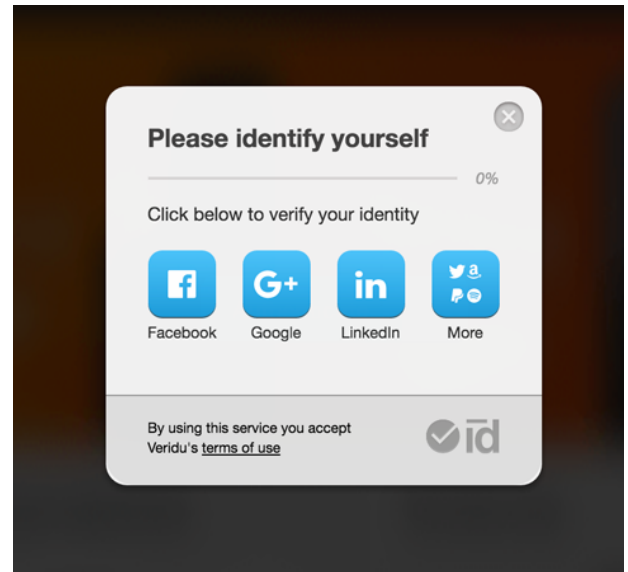 Please identify yourself
0%
Click below to verify your identity
G+
in
a
Facebook
Google
LinkedIn
More
By using this service you accept
Veridu's terms of use
id